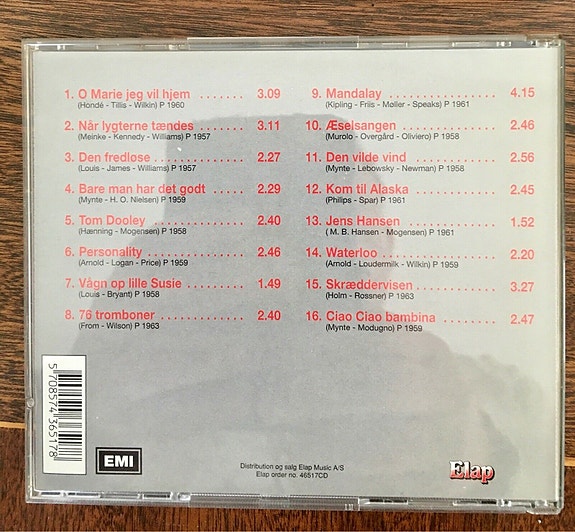 1. O Marie jeg vil hjem ....... 3.09
(Hondé - Tillis - Wilkin) P 1960
2. Når lygterne tændes ........ 3.11
(Meinke - Kennedy - Williams) P 1957
3. Den fredløse ............... 2.27
(Louis - James - Williams) P 1957
4. Bare man har det godt ...... 2.29
(Mynte - H. O. Nielsen) P 1959
5. Tom Dooley ................ 2.40
(Hænning - Mogensen) P 1958
6. Personality ................ 2.46
(Arnold - Logan - Price) P 1959
7. Vågn op lille Susie .......... 1.49
(Louis - Bryant) P 1958
8. 76 tromboner .............. 2.40
(From - Wilson) P 1963
9. Mandalay .................. 4.15
(Kipling - Friis - Møller - Speaks) P 1961
10. Æselsangen ............... 2.46
(Murolo - Overgård - Oliviero) P 1958
11. Den vilde vind ............. 2.56
(Mynte - Lebowsky - Newman) P 1958
12. Kom til Alaska ............. 2.45
(Philips - Spar) P 1961
13. Jens Hansen .............. 1.52
( M. B. Hansen - Mogensen) P 1961
14. Waterloo .................. 2.20
(Arnold - Loudermilk - Wilkin) P 1959
15. Skræddervisen ............ 3.27
(Holm - Rossner) P 1963
16. Ciao Ciao bambina ......... 2.47
(Mynte - Modugno) P 1959
5 708574 365178
EMI
Distribution og salg Elap Music A/S
Elap order no. 46517CD
Elap